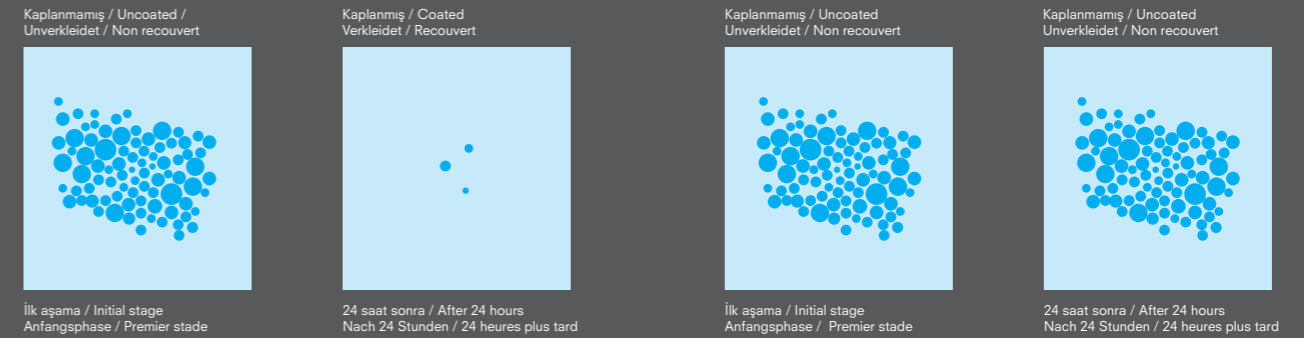 Kaplanmamış / Uncoated /
Unverkleidet / Non recouvert
İlk aşama / Initial stage
Anfangsphase / Premier stade
Kaplanmış / Coated
Verkleidet / Recouvert
24 saat sonra / After 24 hours
Nach 24 Stunden / 24 heures plus tard
Kaplanmamış / Uncoated
Unverkleidet / Non recouvert
İlk aşama / Initial stage
Anfangsphase / Premier stade
Kaplanmamış / Uncoated
Unverkleidet / Non recouvert
24 saat sonra / After 24 hours
Nach 24 Stunden / 24 heures plus tard